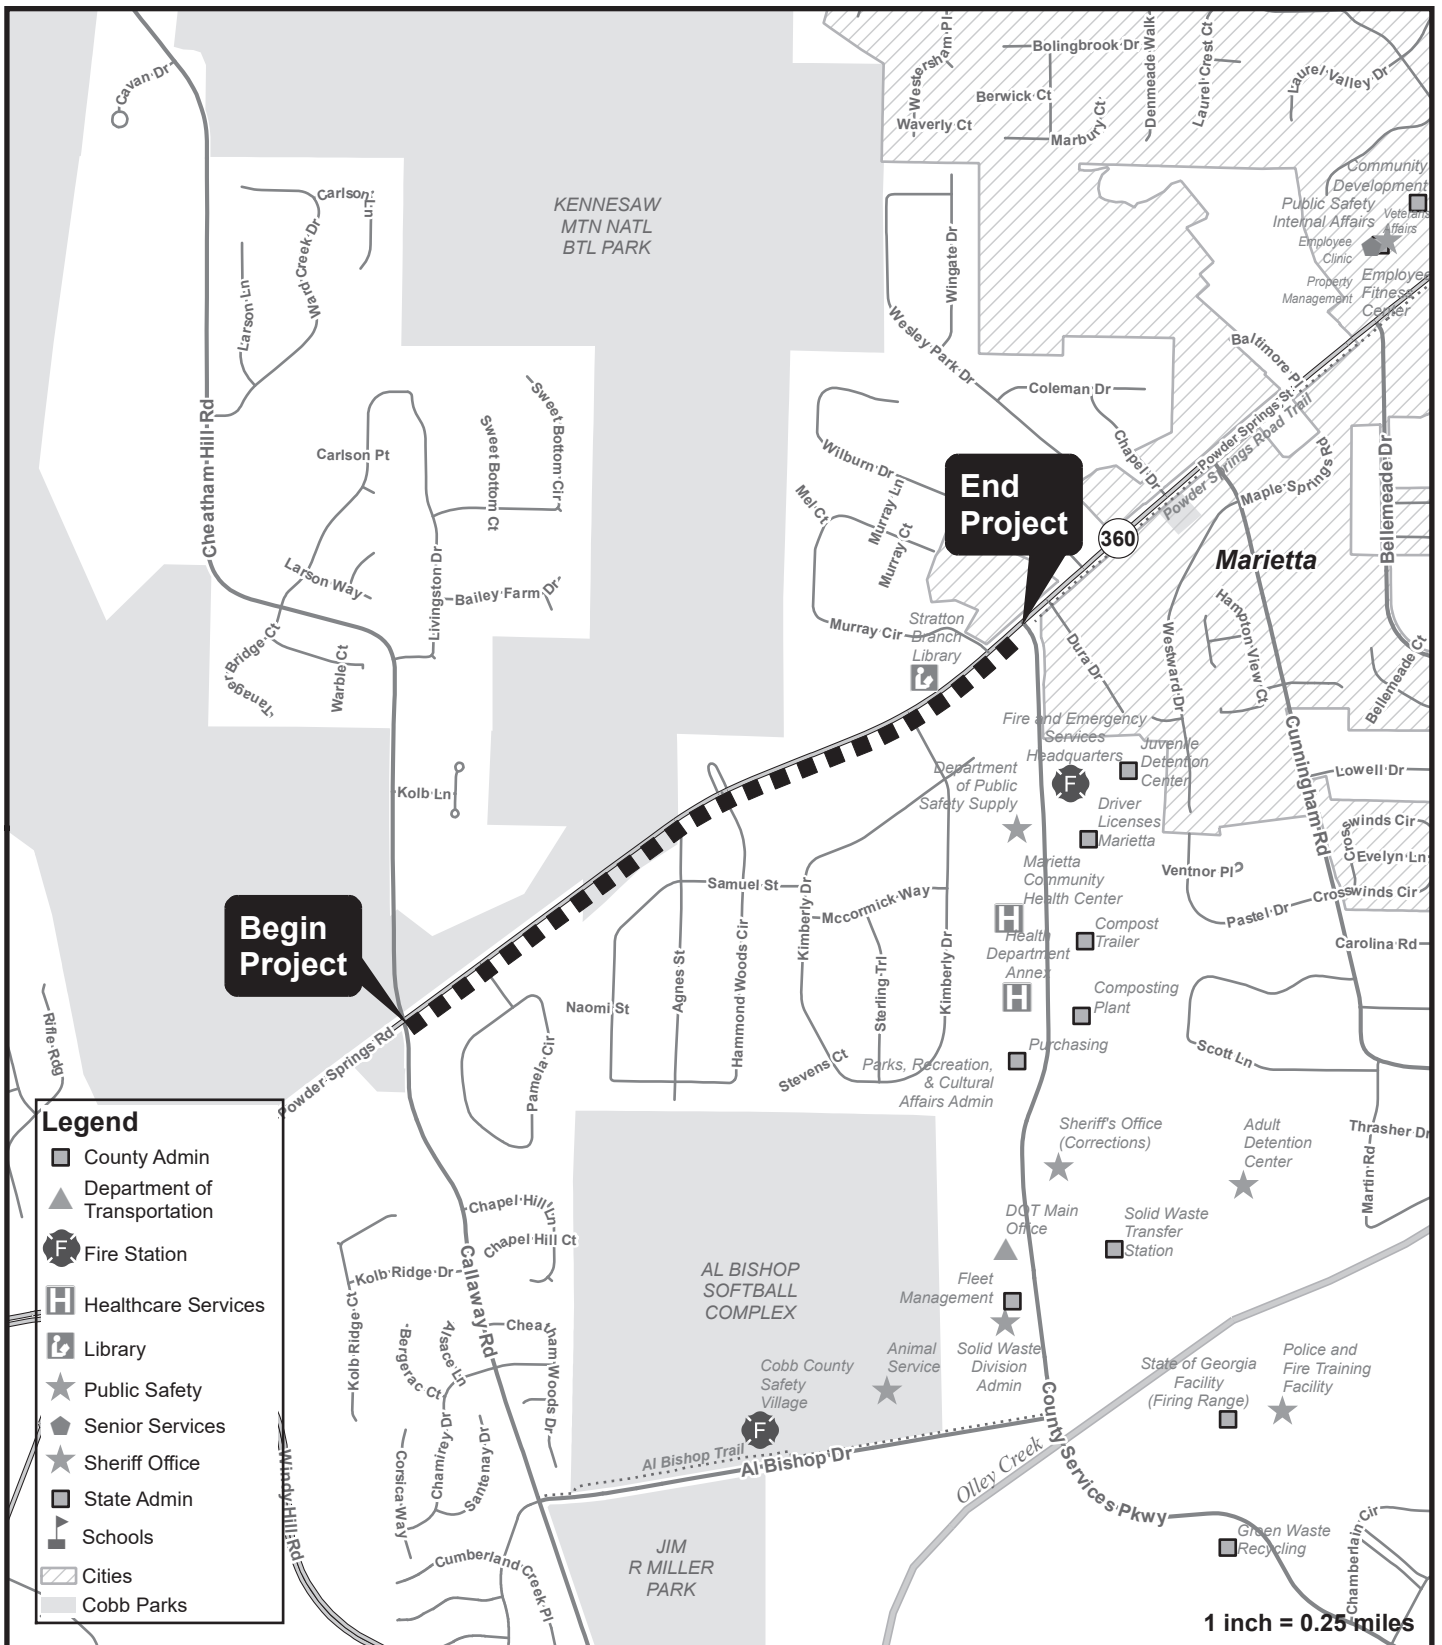 Westersham Pl
Bolingbrook Dr
Denmeade Walk
Laurel Crest Ct
Laurel Valley Dr
Cavan Dr
Berwick Ct
Waverly Ct
Marbury Ct
Community
Development
Public Safety
Internal Affairs
Veterans
Affairs
Employee
Clinic
Property
Management
Employee
Fitness
Center
Carlson
Ln
Ward Creek Dr
Larson Ln
KENNESAW
MTN NATL
BTL PARK
Wingate Dr
Wesley Park Dr
Baltimore Pl
Coleman Dr
Powder Springs St
Powder Springs Road Trail
Chapel Dr
Maple Springs Rd
Bellemeade Dr
Cheatham Hill Rd
Sweet Bottom Cir
Sweet Bottom Ct
Carlson Pt
Wilburn Dr
Mel Ct
Murray Ln
Murray Ct
End
Project
360
Marietta
Larson Way
Livingston Dr
Bailey Farm Dr
Tanager Bridge Ct
Warble Ct
Murray Cir
Stratton
Branch
Library
Dura Dr
Westward Dr
Hampton View Ct
Bellemeade Ct
Cunningham Rd
Fire and Emergency
Services
Headquarters
Juvenile
Detention
Center
Department
of Public
Safety Supply
F
Driver
Licenses
Marietta
Lowell Dr
Kolb Ln
Crosswinds Cir
Evelyn Ln
Ventnor Pl
Crosswinds Cir
Pastel Dr
Carolina Rd
Marietta
Community
Health Center
H
Health
Department
Annex
H
Compost
Trailer
Composting
Plant
Purchasing
Parks, Recreation,
& Cultural
Affairs Admin
Samuel St
Kimberly Dr
Mccormick Way
Begin
Project
Naomi St
Agnes St
Hammond Woods Cir
Sterling Trl
Kimberly Dr
Stevens Ct
Pamela Cir
Powder Springs Rd
Rifle Rdg
Scott Ln
Thrasher Dr
Martin Rd
Sheriff's Office
(Corrections)
Adult
Detention
Center
DOT Main
Office
Solid Waste
Transfer
Station
Fleet
Management
Solid Waste
Division
Admin
Animal
Service
Cobb County
Safety
Village
F
AL BISHOP
SOFTBALL
COMPLEX
State of Georgia
Facility
(Firing Range)
Police and
Fire Training
Facility
Chapel Hill Ln
Chapel Hill Ct
Kolb Ridge Dr
Kolb Ridge Ct
Callaway Rd
Cheatham Woods Dr
Bergerac Ct
Alsace Ln
Chamirey Dr
Santenay Dr
Corsica Way
Al Bishop Trail
Al Bishop Dr
Olley Creek
County Services Pkwy
Windy Hill Rd
Cumberland Creek Pl
JIM
R MILLER
PARK
Green Waste
Recycling
Chamberlain Cir
Legend
County Admin
Department of
Transportation
F Fire Station
H Healthcare Services
Library
Public Safety
Senior Services
Sheriff Office
State Admin
Schools
Cities
Cobb Parks
1 inch = 0.25 miles